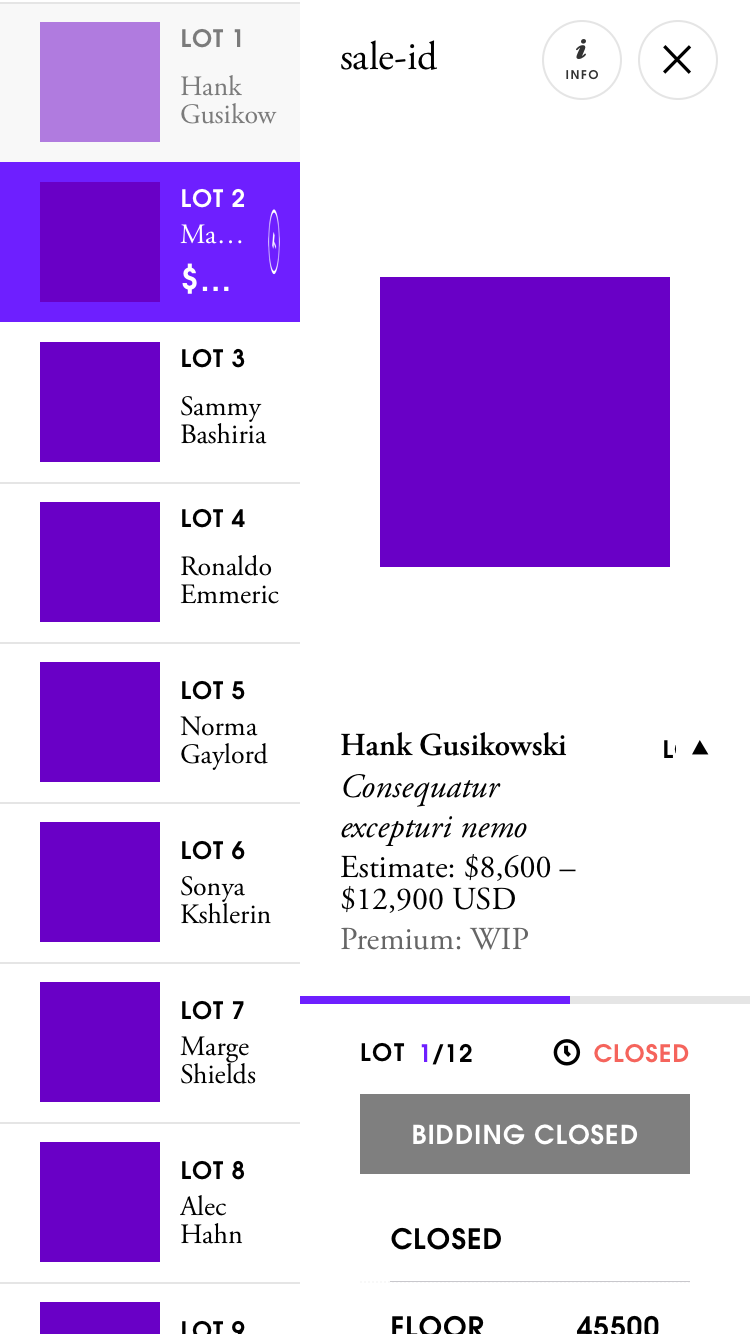 LOT 1
Hank
Gusikow
LOT 2
Ma...
$...
LOT 3
Sammy
Bashiria
LOT 4
Ronaldo
Emmeric
LOT 5
Norma
Gaylord
LOT 6
Sonya
Kshlerin
LOT 7
Marge
Shields
LOT 8
Alec
Hahn
LOT 9
sale-id
i
INFO
Hank Gusikowski
Consequatur
excepturi nemo
Estimate: $8,600 –
$12,900 USD
Premium: WIP
LOT 1/12
CLOSED
BIDDING CLOSED
CLOSED
FLOOR 45500